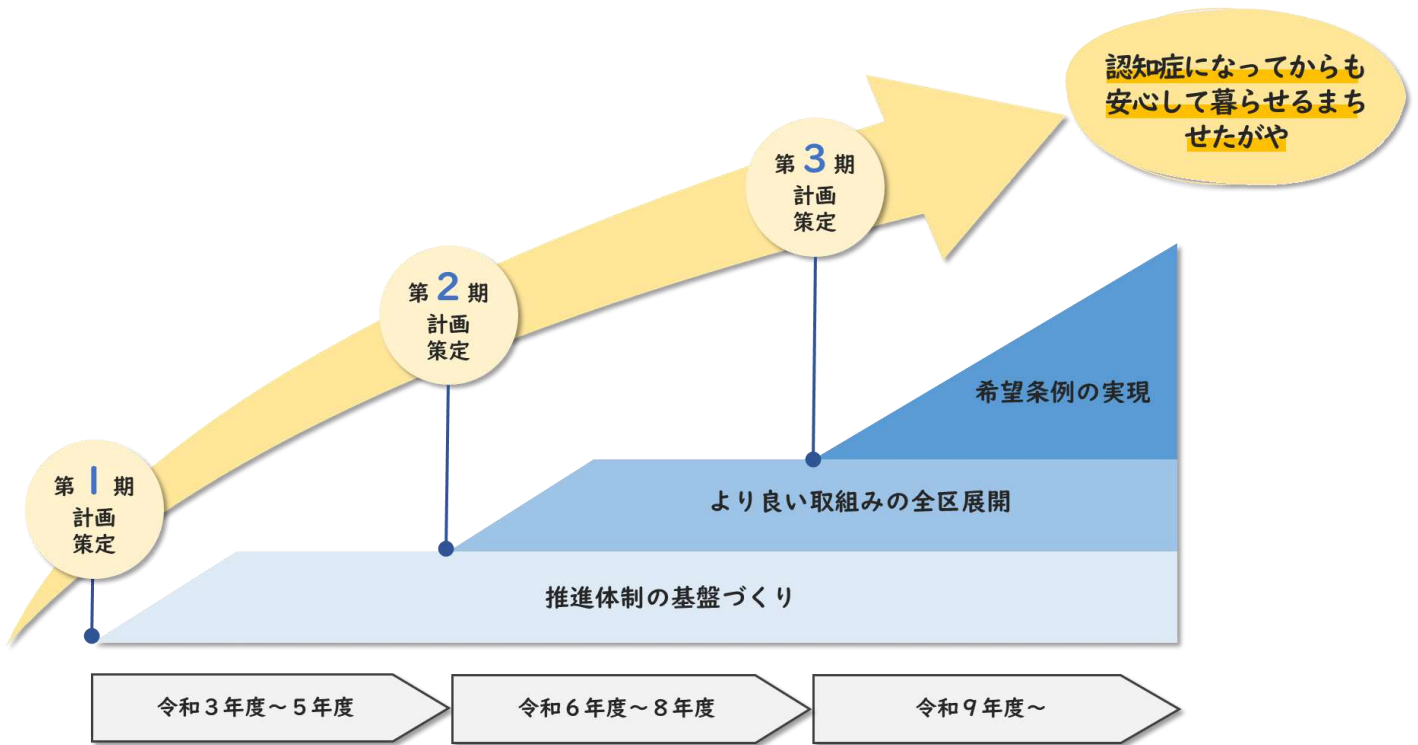 認知症になってからも
安心して暮らせるまち
せたがや
第3期
計画
策定
第2期
計画
策定
第1期
計画
策定
希望条例の実現
より良い取組みの全区展開
推進体制の基盤づくり
令和3年度～5年度
令和6年度～8年度
令和9年度～